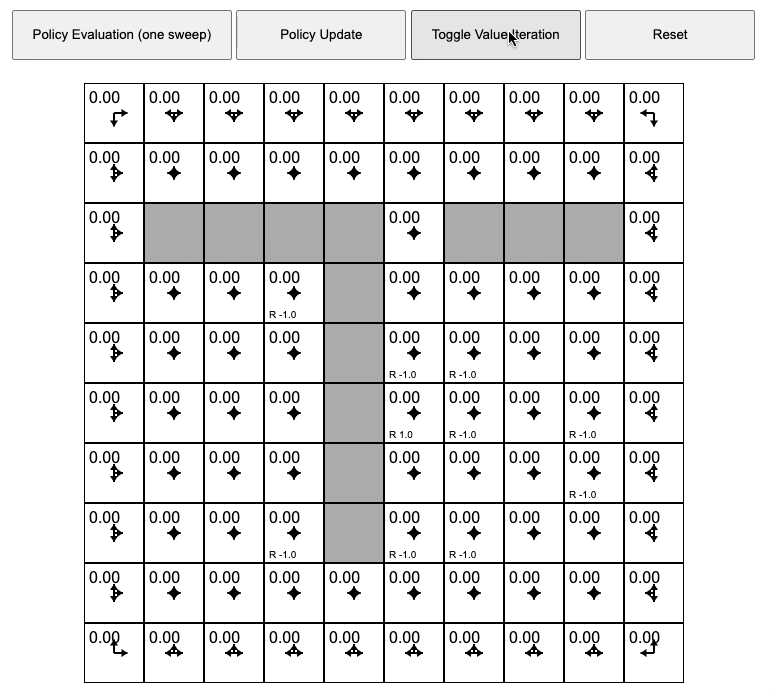 Policy Evaluation (one sweep) Policy Update Toggle Value Iteration Reset
0.00 0.00 0.00 0.00 0.00 0.00 0.00 0.00 0.00 0.00
0.00 0.00 0.00 0.00 0.00 0.00 0.00 0.00 0.00 0.00
0.00 0.00 0.00
0.00 0.00 0.00 0.00 0.00 0.00 0.00 0.00 0.00
R -1.0
0.00 0.00 0.00 0.00 0.00 0.00 0.00 0.00 0.00
R -1.0 R -1.0
0.00 0.00 0.00 0.00 0.00 0.00 0.00 0.00 0.00
R 1.0 R -1.0 R -1.0
0.00 0.00 0.00 0.00 0.00 0.00 0.00 0.00 0.00
R -1.0
0.00 0.00 0.00 0.00 0.00 0.00 0.00 0.00 0.00
R -1.0 R -1.0 R -1.0
0.00 0.00 0.00 0.00 0.00 0.00 0.00 0.00 0.00 0.00
0.00 0.00 0.00 0.00 0.00 0.00 0.00 0.00 0.00 0.00